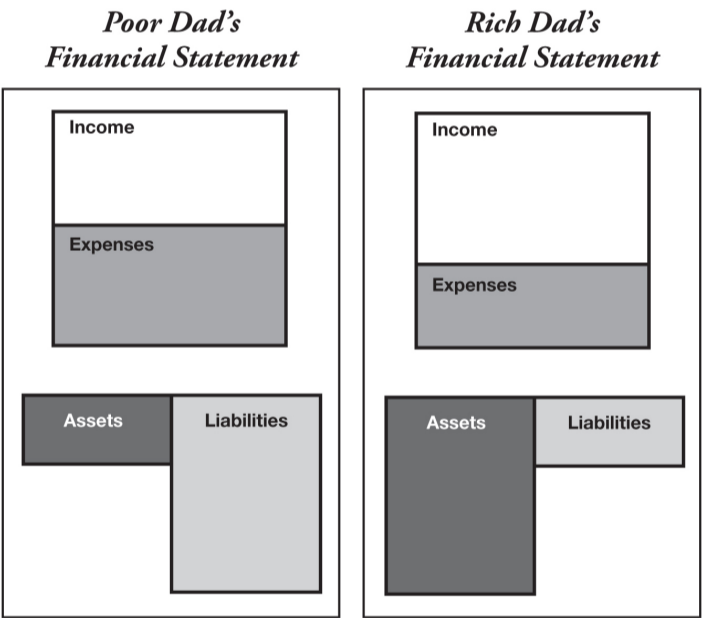 Poor Dad's
Financial Statement
Income
Expenses
Assets
Liabilities
Rich Dad's
Financial Statement
Income
Expenses
Assets
Liabilities